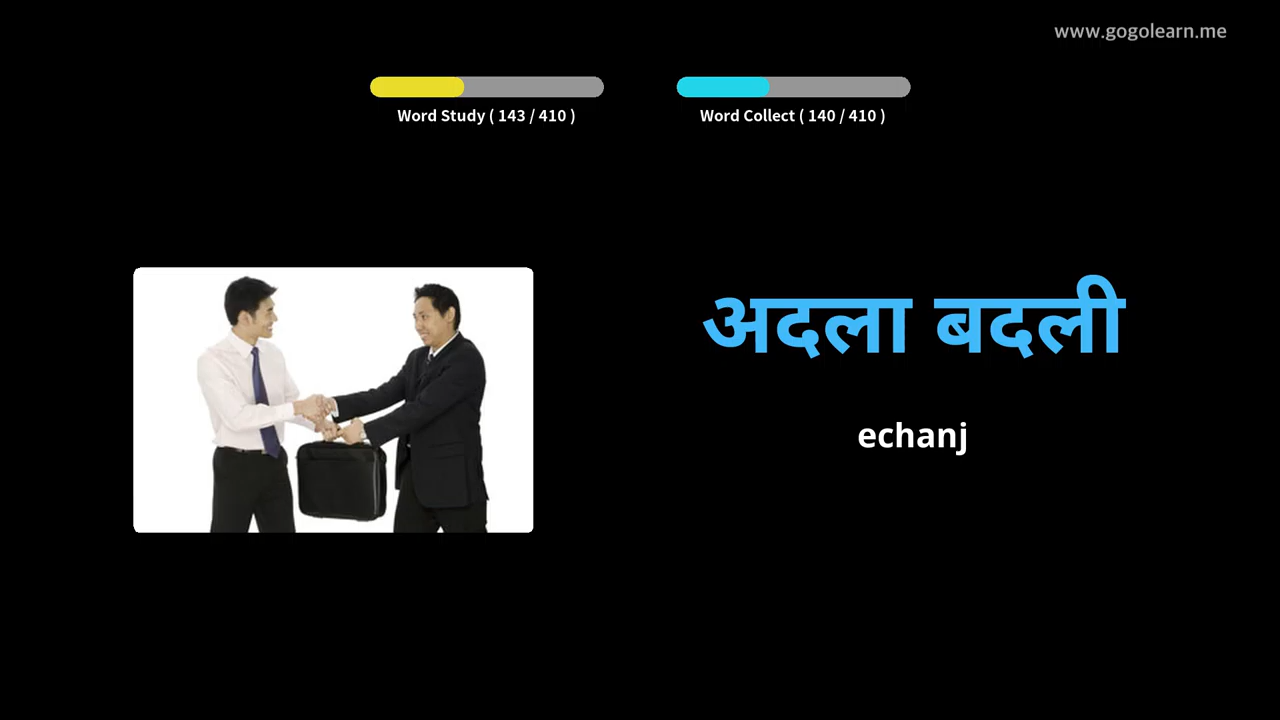 www.gogolearn.me
Word Study ( 143 / 410 )
Word Collect ( 140 / 410 )
अदला बदली
echanj